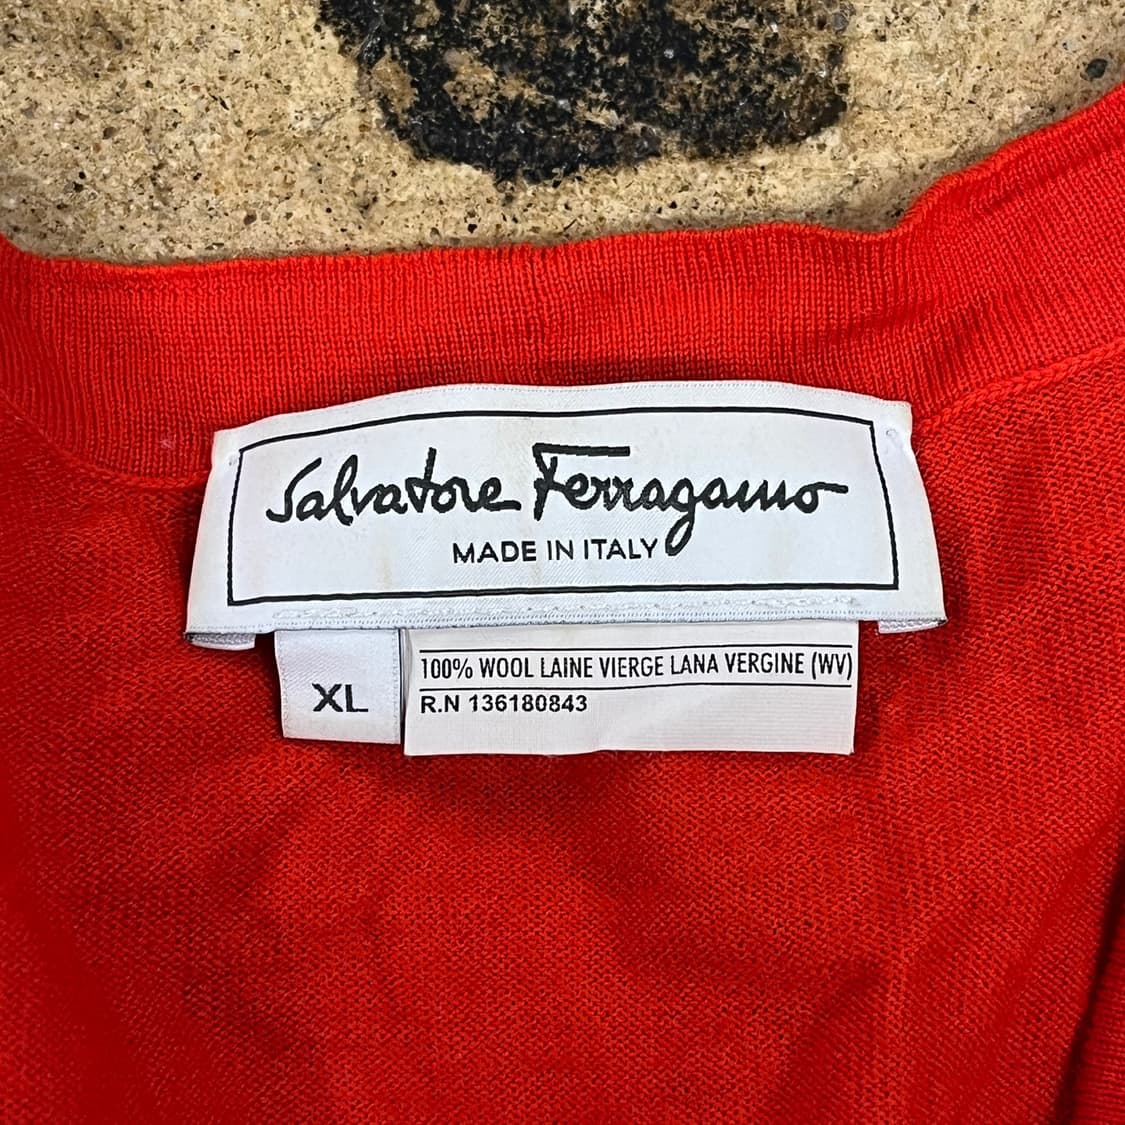 Salvatore Ferragamo
MADE IN ITALY
XL
100% WOOL LAINE VIERGE LANA VERGINE (WV)
R.N 136180843